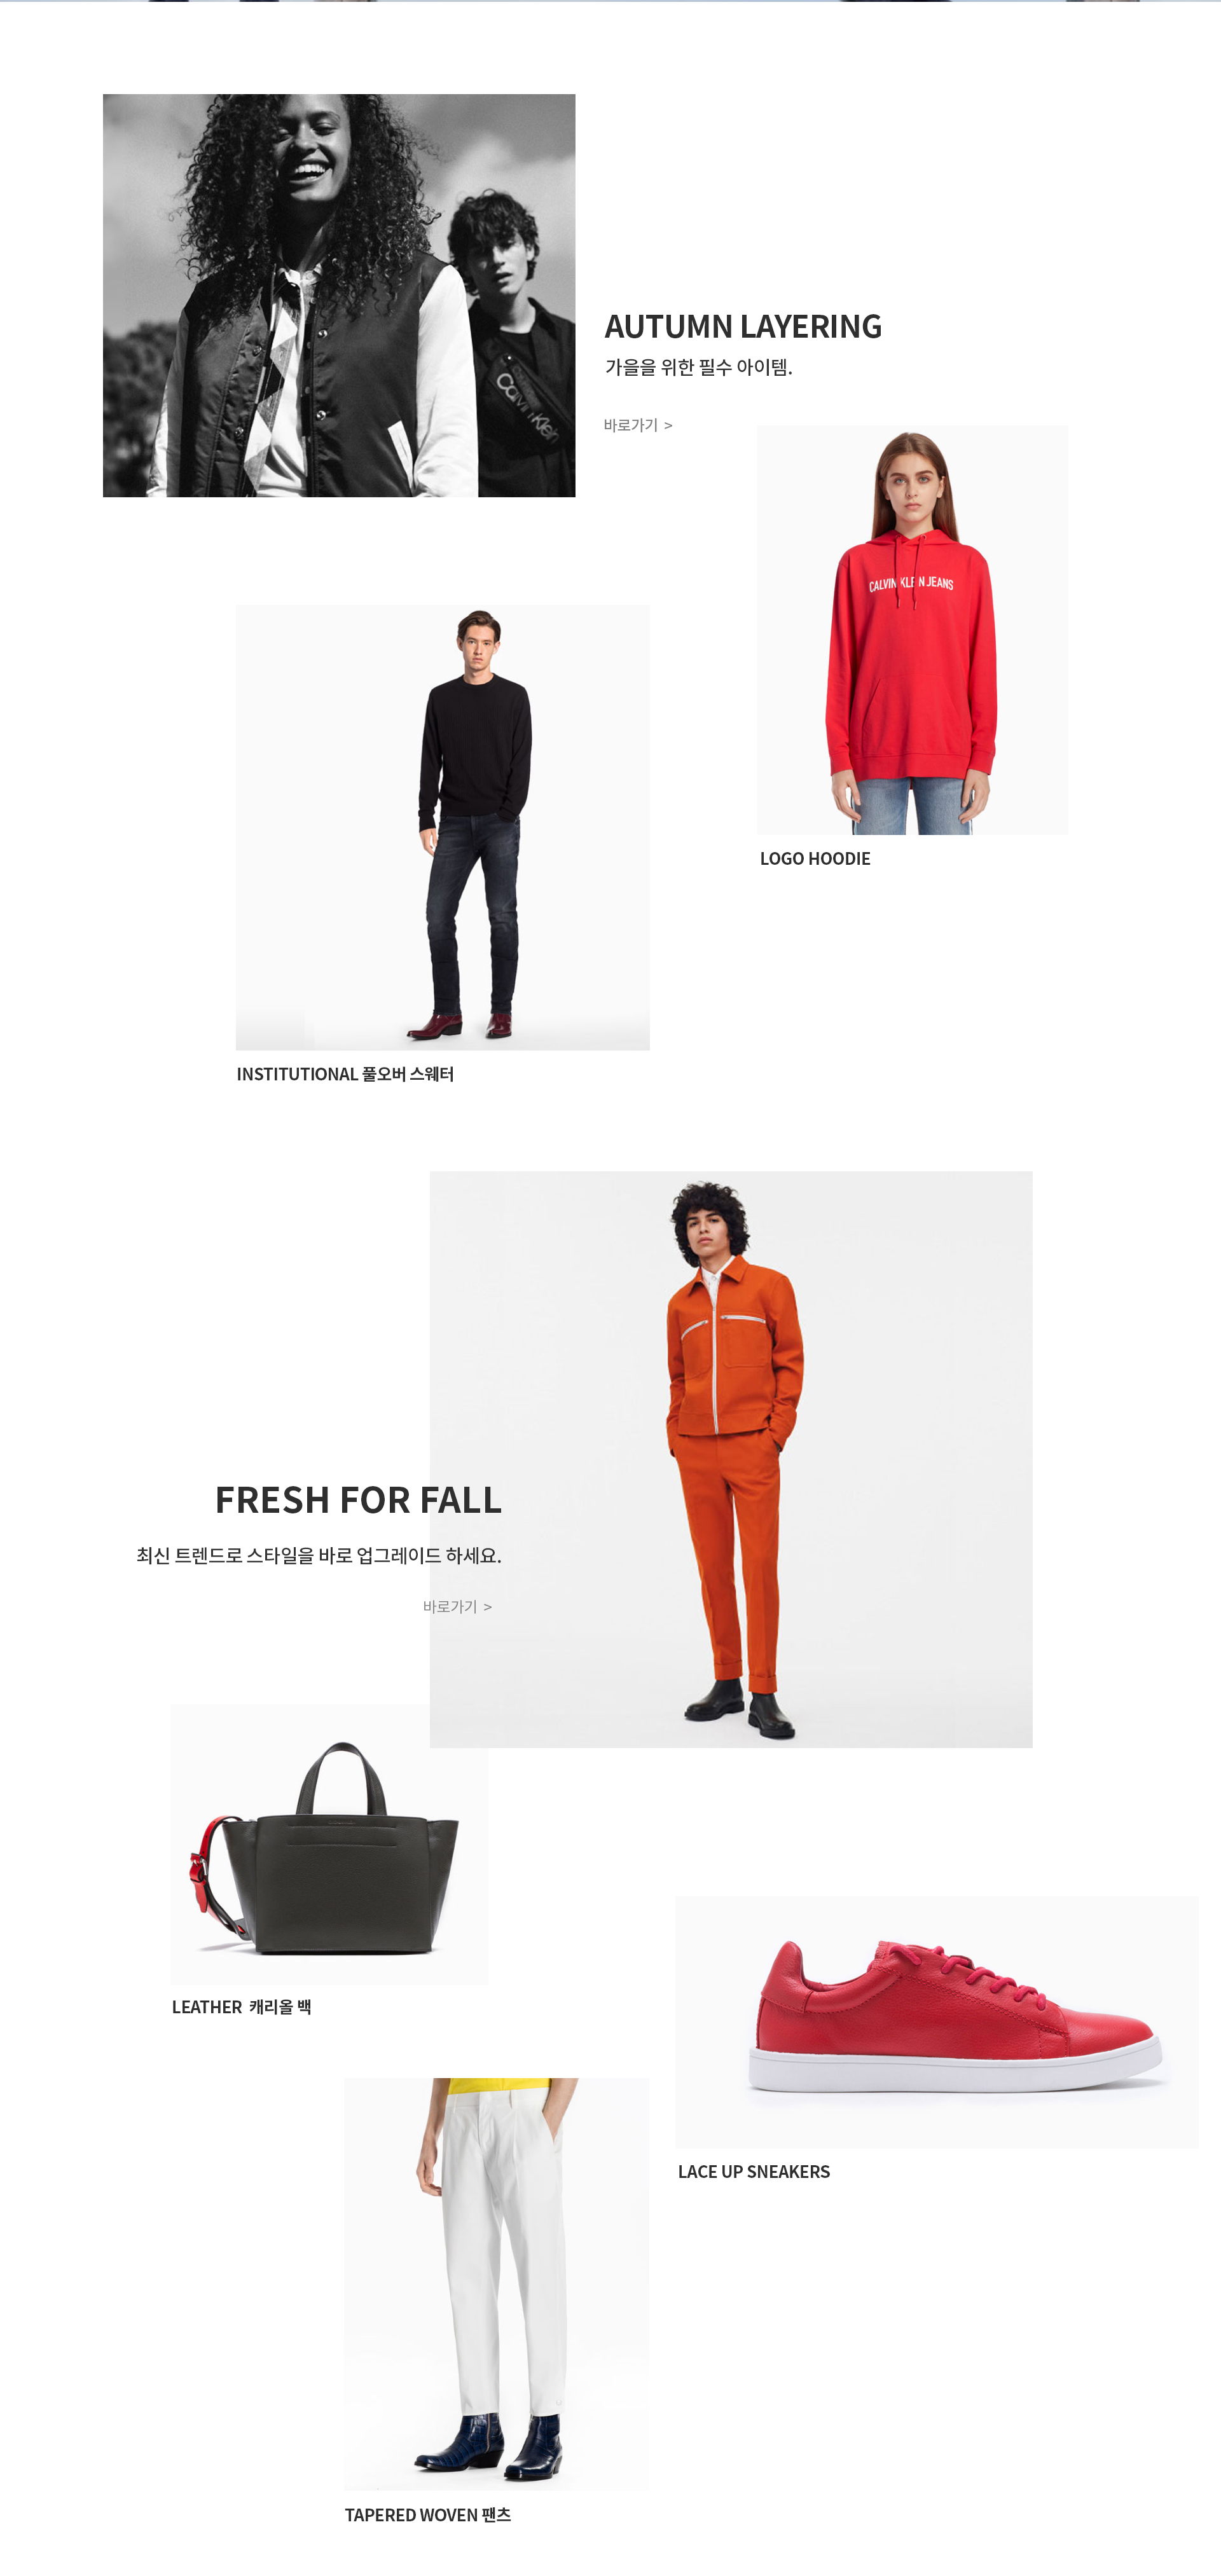 AUTUMN LAYERING
가을을 위한 필수 아이템.
바로가기 >
Calvin Klein
CALVIN KLEIN JEANS
LOGO HOODIE
INSTITUTIONAL 풀오버 스웨터
FRESH FOR FALL
최신 트렌드로 스타일을 바로 업그레이드 하세요.
바로가기 >
LEATHER 캐리올 백
LACE UP SNEAKERS
TAPERED WOVEN 팬츠